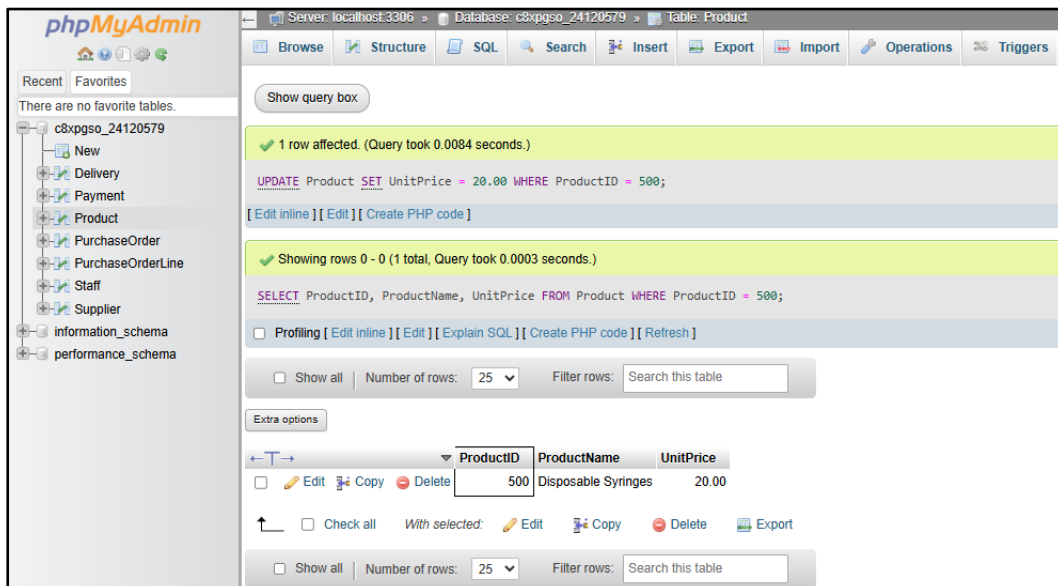 phpMyAdmin
Recent Favorites
There are no favorite tables.
c8xpgso_24120579
New
Delivery
Payment
Product
PurchaseOrder
PurchaseOrderLine
Staff
Supplier
information_schema
performance_schema
Server: localhost:3306 » Database: c8xpgso_24120579 » Table: Product
Browse Structure SQL Search Insert Export Import Operations Triggers
Show query box
1 row affected. (Query took 0.0084 seconds.)
UPDATE Product SET UnitPrice = 20.00 WHERE ProductID = 500;
[ Edit inline ] [ Edit ] [ Create PHP code ]
Showing rows 0 - 0 (1 total, Query took 0.0003 seconds.)
SELECT ProductID, ProductName, UnitPrice FROM Product WHERE ProductID = 500;
Profiling [ Edit inline ] [ Edit ] [ Explain SQL ] [ Create PHP code ] [ Refresh ]
Show all | Number of rows: 25 Filter rows: Search this table
Extra options
←T→ ProductID ProductName UnitPrice
Edit Copy Delete 500 Disposable Syringes 20.00
Check all With selected: Edit Copy Delete Export
Show all | Number of rows: 25 Filter rows: Search this table